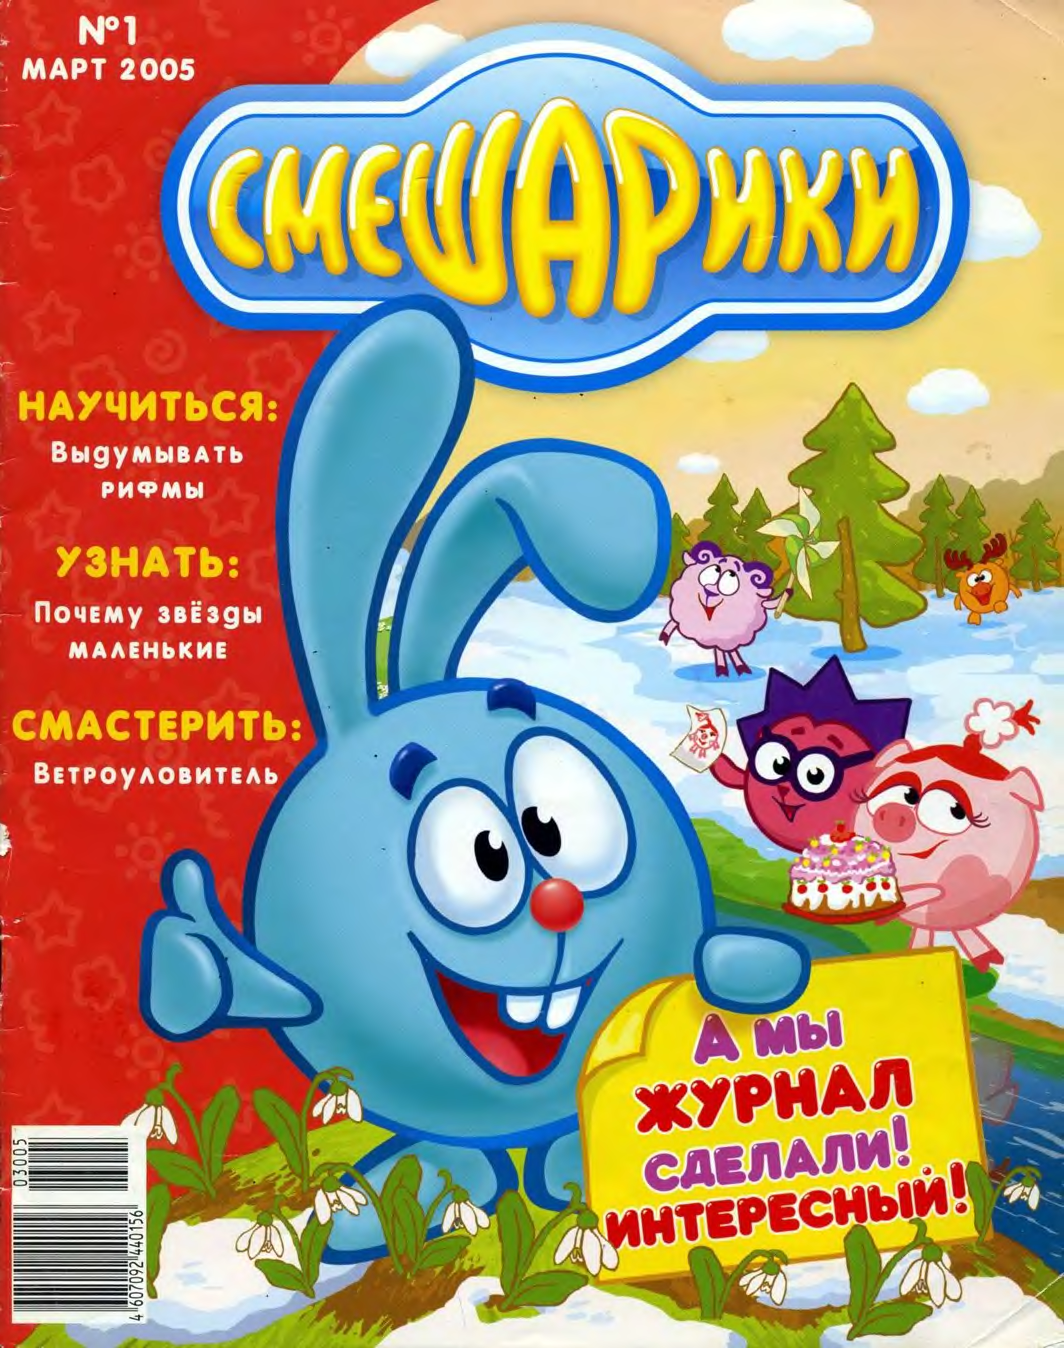 №1
МАРТ 2005
СМЕШАРИКИ
НАУЧИТЬСЯ:
Выдумывать
рифмы
УЗНАТЬ:
Почему звёзды
маленькие
СМАСТЕРИТЬ:
Ветроуловитель
А МЫ
ЖУРНАЛ
СДЕЛАЛИ!
ИНТЕРЕСНЫЙ!
03005
4 607092 440156